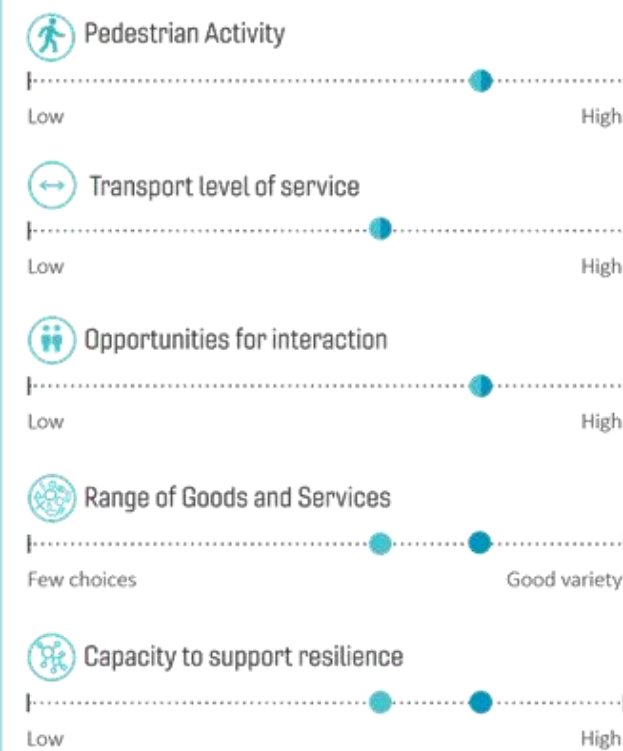 Pedestrian Activity
Low High
Transport level of service
Low High
Opportunities for interaction
Low High
Range of Goods and Services
Few choices Good variety
Capacity to support resilience
Low High